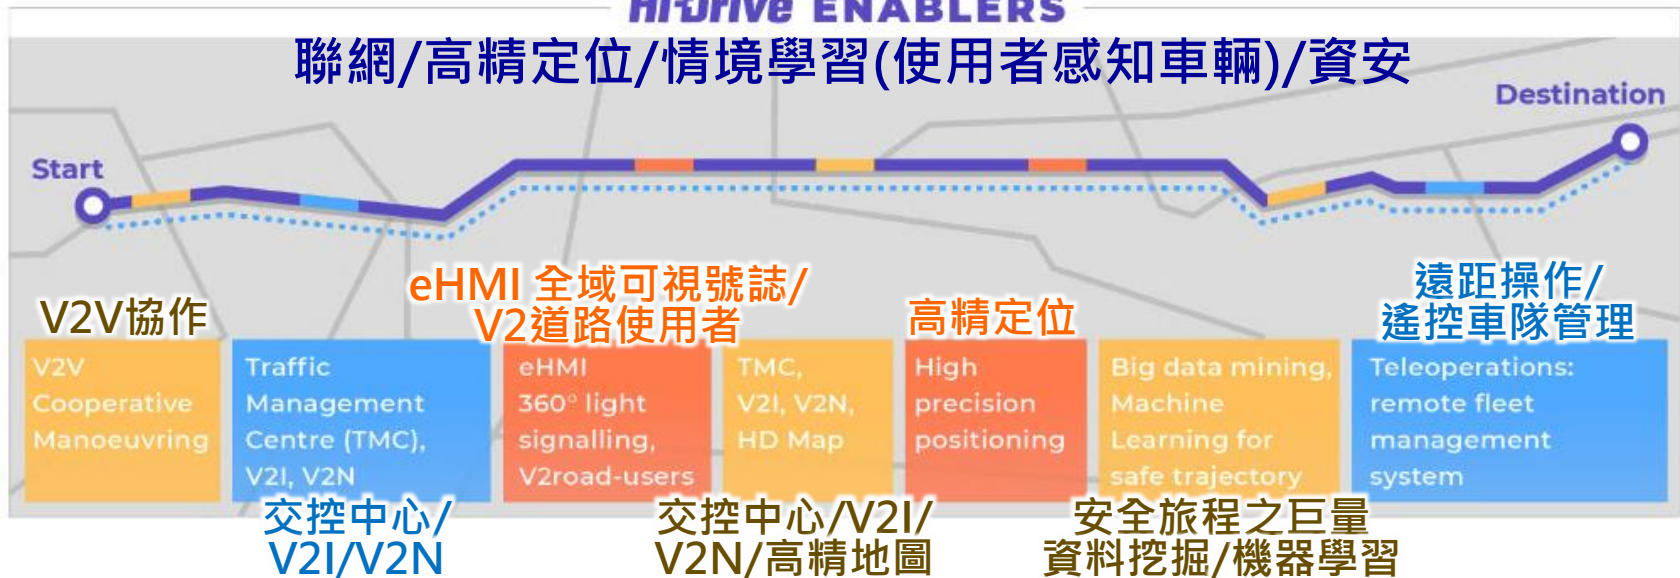 Hi-Drive ENABLERS
聯網/高精定位/情境學習(使用者感知車輛)/資安
Destination
Start
V2V協作
eHMI 全域可視號誌/
V2道路使用者
高精定位
遠距操作/
遙控車隊管理
V2V
Cooperative
Manoeuvring
Traffic
Management
Centre (TMC),
V2I, V2N
eHMI
360° light
signalling,
V2road-users
TMC,
V2I, V2N,
HD Map
High
precision
positioning
Big data mining,
Machine
Learning for
safe trajectory
Teleoperations:
remote fleet
management
system
交控中心/
V2I/V2N
交控中心/V2I/
V2N/高精地圖
安全旅程之巨量
資料挖掘/機器學習